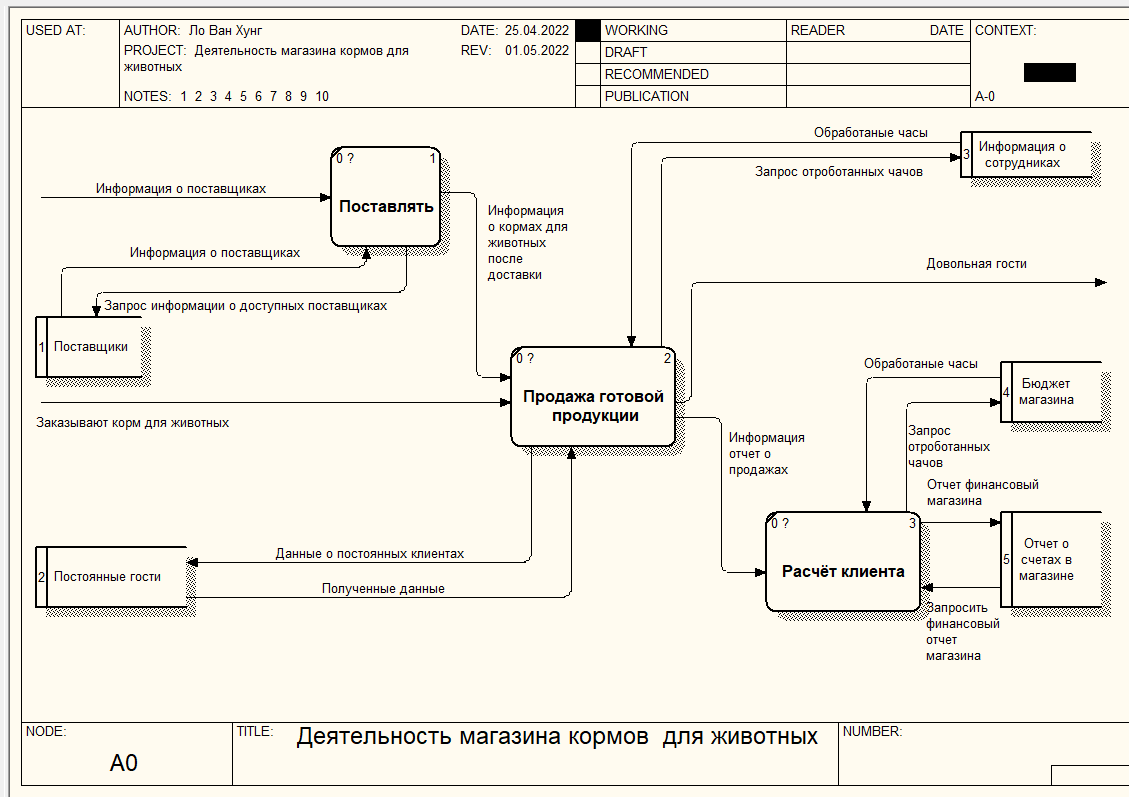 USED AT:
AUTHOR: Ло Ван Хунг
DATE: 25.04.2022
WORKING
READER
DATE
CONTEXT:
PROJECT: Деятельность магазина кормов для
животных
REV: 01.05.2022
DRAFT
RECOMMENDED
NOTES: 1 2 3 4 5 6 7 8 9 10
PUBLICATION
A-0
Обработаные часы
0 ?
1
Поставлять
3
Информация о
сотрудниках
Запрос отроботанных чачов
Информация о поставщиках
Информация
о кормах для
животных
после
доставки
Информация о поставщиках
Довольная гости
Запрос информации о доступных поставщиках
1
Поставщики
0 ?
2
Продажа готовой
продукции
Обработаные часы
4
Бюджет
магазина
Заказывают корм для животных
Информация
отчет о
продажах
Запрос
отроботанных
чачов
Отчет финансовый
магазина
0 ?
3
Расчёт клиента
5
Отчет о
счетах в
магазине
Данные о постоянных клиентах
2
Постоянные гости
Полученные данные
Запросить
финансовый
отчет
магазина
NODE:
A0
TITLE:
Деятельность магазина кормов для животных
NUMBER: